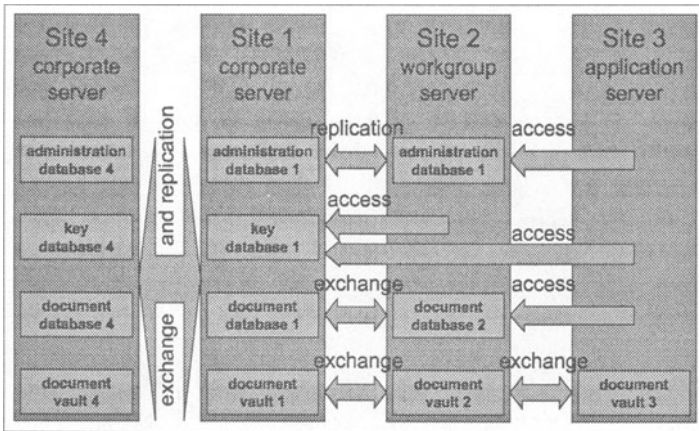 Site 4
corporate
server
Site 1
corporate
server
Site 2
workgroup
server
Site 3
application
server
exchange and replication
administration
database 4
administration
database 1
replication
administration
database 1
access
key
database 4
key
database 1
access
access
document
database 4
document
database 1
exchange
document
database 2
access
document
vault 4
document
vault 1
exchange
document
vault 2
exchange
document
vault 3